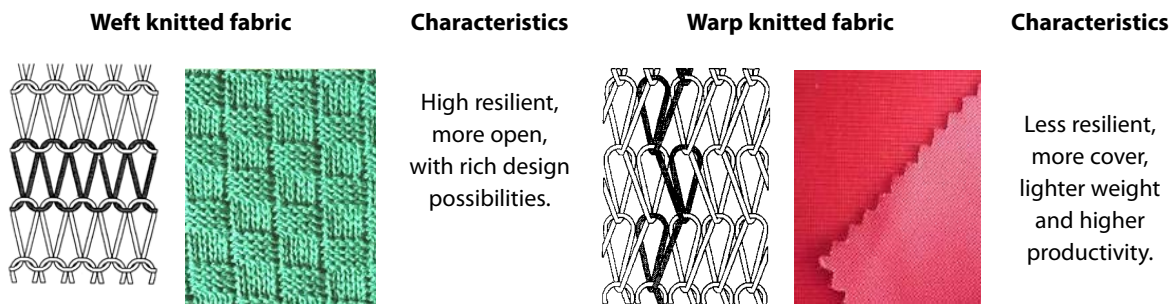 Weft knitted fabric
Characteristics
Warp knitted fabric
Characteristics
High resilient,
more open,
with rich design
possibilities.
Less resilient,
more cover,
lighter weight
and higher
productivity.